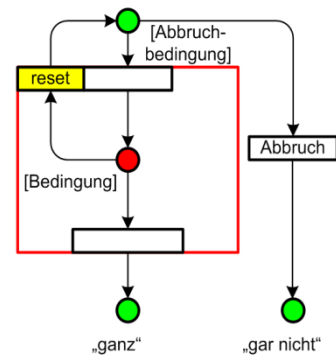 [Abbruch-
bedingung]
reset
Abbruch
[Bedingung]
„ganz“
„gar nicht“